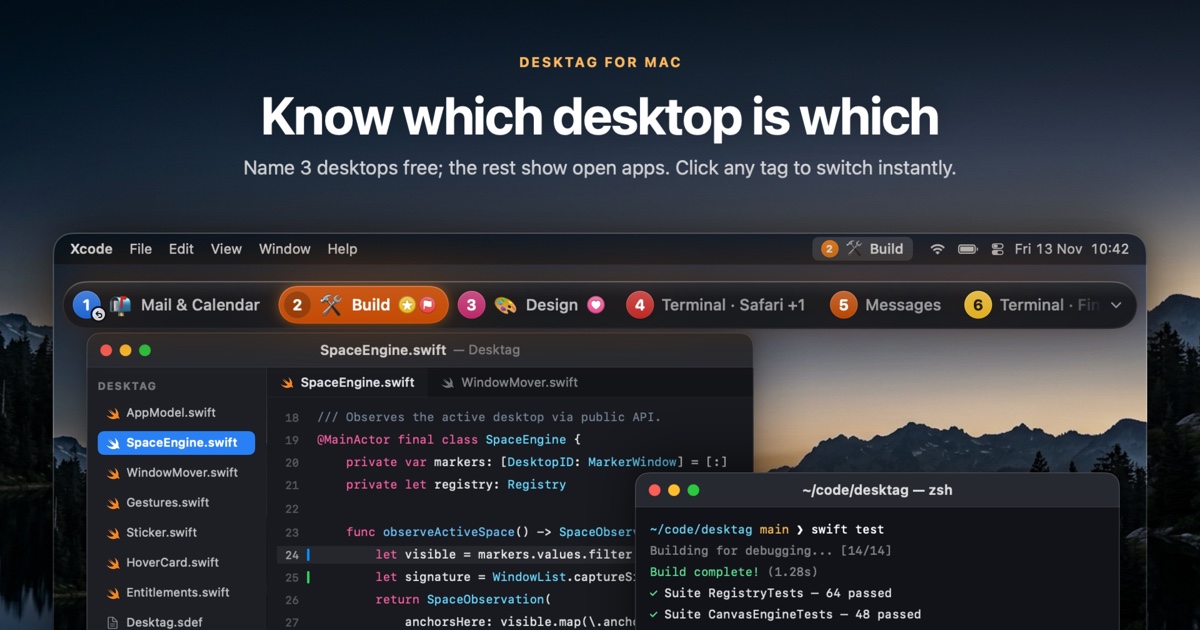 DESKTAG FOR MAC
Know which desktop is which
Name 3 desktops free; the rest show open apps. Click any tag to switch instantly.
Xcode File Edit View Window Help 2 Build Fri 13 Nov 10:42
1 Mail & Calendar 2 Build 3 Design 4 Terminal · Safari +1 5 Messages 6 Terminal · Fin
SpaceEngine.swift — Desktag
DESKTAG
AppModel.swift
SpaceEngine.swift
WindowMover.swift
Gestures.swift
Sticker.swift
HoverCard.swift
Entitlements.swift
Desktag.sdef
SpaceEngine.swift WindowMover.swift
18 /// Observes the active desktop via public API.
19 @MainActor final class SpaceEngine {
20 private var markers: [DesktopID: MarkerWindow] = [:]
21 private let registry: Registry
22
23 func observeActiveSpace() -> SpaceObserv
24 let visible = markers.values.filter
25 let signature = WindowList.captureSi
26 return SpaceObservation(
27 anchorsHere: visible.map(\.ancho
~/code/desktag — zsh
~/code/desktag main ❯ swift test
Building for debugging... [14/14]
Build complete! (1.28s)
✓ Suite RegistryTests — 64 passed
✓ Suite CanvasEngineTests — 48 passed